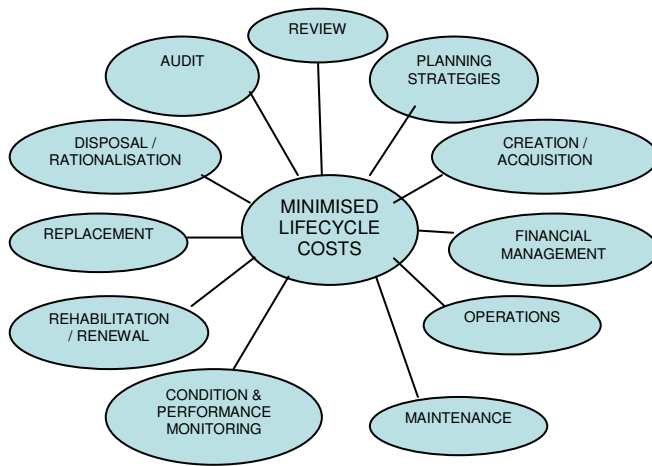 REVIEW
AUDIT
PLANNING
STRATEGIES
DISPOSAL /
RATIONALISATION
CREATION /
ACQUISITION
MINIMISED
LIFECYCLE
COSTS
REPLACEMENT
FINANCIAL
MANAGEMENT
REHABILITATION
/ RENEWAL
OPERATIONS
CONDITION &
PERFORMANCE
MONITORING
MAINTENANCE